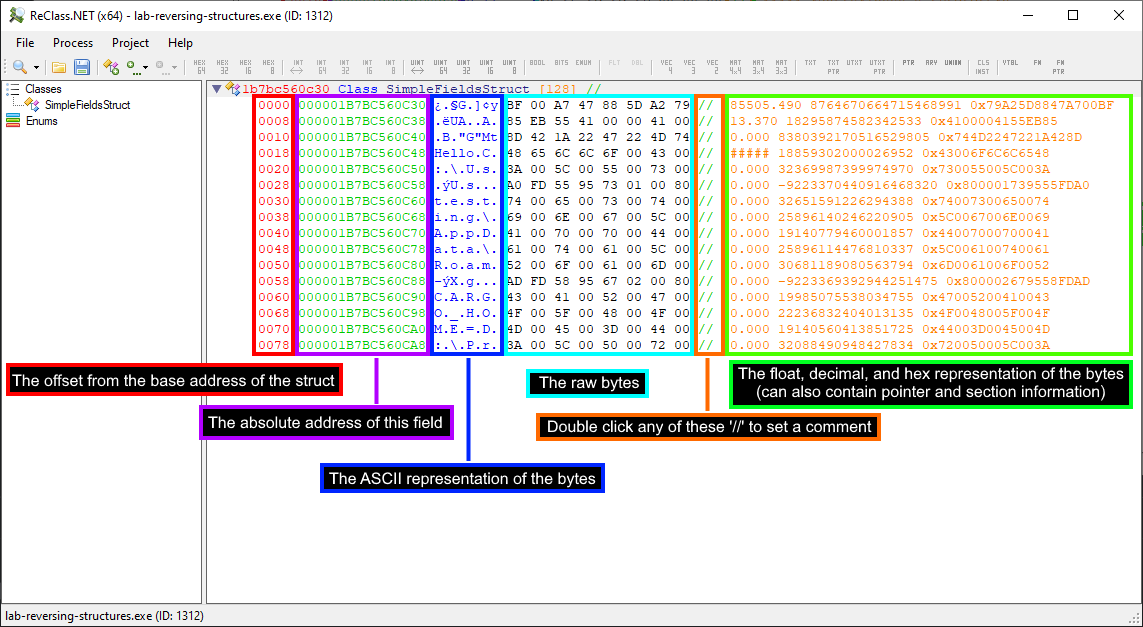 ReClass.NET (x64) - lab-reversing-structures.exe (ID: 1312)
File Process Project Help
HEX 64 HEX 32 HEX 16 HEX 8 INT INT 64 INT 32 INT 16 INT 8 UINT UINT 64 UINT 32 UINT 16 UINT 8 BOOL BITS ENUM FLT DBL VEC 4 VEC 3 VEC 2 MAT 4x4 MAT 3x4 MAT 3x3 TXT TXT PTR UTXT UTXT PTR PTR ARY UNION CLS INST VTBL FN FN PTR
Classes
SimpleFieldsStruct
Enums
1b7bc560c30 Class SimpleFieldsStruct [128] //
0000 000001B7BC560C30 ¿.§G.]¢y BF 00 A7 47 88 5D A2 79 // 85505.490 8764670664715468991 0x79A25D8847A700BF
0008 000001B7BC560C38 .ëUA..A. 85 EB 55 41 00 00 41 00 // 13.370 18295874582342533 0x4100004155EB85
0010 000001B7BC560C40 .B."G"Mt 8D 42 1A 22 47 22 4D 74 // 0.000 8380392170516529805 0x744D2247221A428D
0018 000001B7BC560C48 Hello.C. 48 65 6C 6C 6F 00 43 00 // ##### 18859302000026952 0x43006F6C6C6548
0020 000001B7BC560C50 :.\.U.s. 3A 00 5C 00 55 00 73 00 // 0.000 32369987399974970 0x730055005C003A
0028 000001B7BC560C58 .ýU.s... A0 FD 55 95 73 01 00 80 // 0.000 -9223370440916468320 0x800001739555FDA0
0030 000001B7BC560C60 t.e.s.t. 74 00 65 00 73 00 74 00 // 0.000 32651591226294388 0x74007300650074
0038 000001B7BC560C68 i.n.g.\. 69 00 6E 00 67 00 5C 00 // 0.000 25896140246220905 0x5C0067006E0069
0040 000001B7BC560C70 A.p.p.D. 41 00 70 00 70 00 44 00 // 0.000 19140779460001857 0x44007000700041
0048 000001B7BC560C78 a.t.a.\. 61 00 74 00 61 00 5C 00 // 0.000 25896114476810337 0x5C006100740061
0050 000001B7BC560C80 R.o.a.m. 52 00 6F 00 61 00 6D 00 // 0.000 30681189080563794 0x6D0061006F0052
0058 000001B7BC560C88 -ýX.g... AD FD 58 95 67 02 00 80 // 0.000 -9223369392944251475 0x800002679558FDAD
0060 000001B7BC560C90 C.A.R.G. 43 00 41 00 52 00 47 00 // 0.000 19985075538034755 0x47005200410043
0068 000001B7BC560C98 O._.H.O. 4F 00 5F 00 48 00 4F 00 // 0.000 22236832404013135 0x4F0048005F004F
0070 000001B7BC560CA0 M.E.=.D. 4D 00 45 00 3D 00 44 00 // 0.000 19140560413851725 0x44003D0045004D
0078 000001B7BC560CA8 :.\.P.r. 3A 00 5C 00 50 00 72 00 // 0.000 32088490948427834 0x720050005C003A
The offset from the base address of the struct
The raw bytes
The float, decimal, and hex representation of the bytes
(can also contain pointer and section information)
The absolute address of this field
Double click any of these '//' to set a comment
The ASCII representation of the bytes
lab-reversing-structures.exe (ID: 1312)